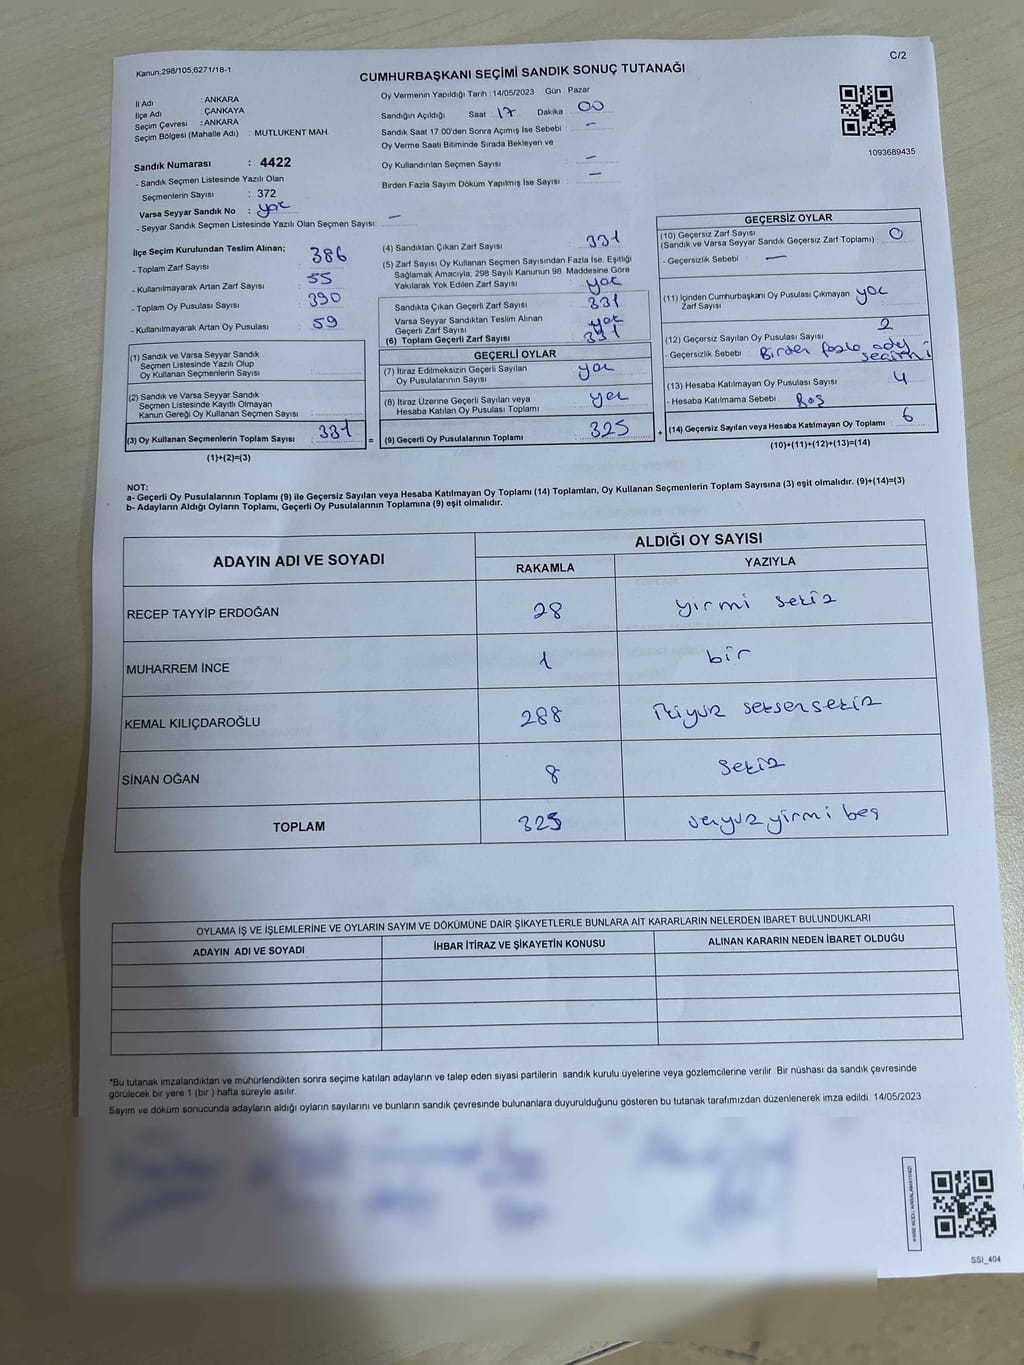 Kanun;298/105;6271/18-1
C/2
CUMHURBAŞKANI SEÇİMİ SANDIK SONUÇ TUTANAĞI
İl Adı : ANKARA
İlçe Adı : ÇANKAYA
Seçim Çevresi : ANKARA
Seçim Bölgesi (Mahalle Adı) : MUTLUKENT MAH.
Oy Vermenin Yapıldığı Tarih : 14/05/2023 Gün : Pazar
Sandığın Açıldığı Saat : 17 Dakika 00
Sandık Saat 17.00'den Sonra Açımış İse Sebebi : -
Oy Verme Saati Bitiminde Sırada Bekleyen ve
Oy Kullandırılan Seçmen Sayısı : -
Birden Fazla Sayım Döküm Yapılmış İse Sayısı : -
1093689435
Sandık Numarası : 4422
- Sandık Seçmen Listesinde Yazılı Olan
Seçmenlerin Sayısı : 372
Varsa Seyyar Sandık No : yok
- Seyyar Sandık Seçmen Listesinde Yazılı Olan Seçmen Sayısı: -
İlçe Seçim Kurulundan Teslim Alınan;
- Toplam Zarf Sayısı : 386
- Kullanılmayarak Artan Zarf Sayısı : 55
- Toplam Oy Pusulası Sayısı : 390
- Kullanılmayarak Artan Oy Pusulası : 59
(1) Sandık ve Varsa Seyyar Sandık
Seçmen Listesinde Yazılı Olup
Oy Kullanan Seçmenlerin Sayısı :
(2) Sandık ve Varsa Seyyar Sandık
Seçmen Listesinde Kayıtlı Olmayan
Kanun Gereği Oy Kullanan Seçmen Sayısı :
(3) Oy Kullanan Seçmenlerin Toplam Sayısı : 331
(1)+(2)=(3)
=
(4) Sandıktan Çıkan Zarf Sayısı : 331
(5) Zarf Sayısı Oy Kullanan Seçmen Sayısından Fazla İse, Eşitliği
Sağlamak Amacıyla; 298 Sayılı Kanunun 98. Maddesine Göre
Yakılarak Yok Edilen Zarf Sayısı : yok
Sandıkta Çıkan Geçerli Zarf Sayısı : 331
Varsa Seyyar Sandıktan Teslim Alınan
Geçerli Zarf Sayısı : yok
(6) Toplam Geçerli Zarf Sayısı : 331
GEÇERLİ OYLAR
(7) İtiraz Edilmeksizin Geçerli Sayılan
Oy Pusulalarının Sayısı : yok
(8) İtiraz Üzerine Geçerli Sayılan veya
Hesaba Katılan Oy Pusulası Toplamı : yok
(9) Geçerli Oy Pusulalarının Toplamı : 325
+
GEÇERSİZ OYLAR
(10) Geçersiz Zarf Sayısı
(Sandık ve Varsa Seyyar Sandık Geçersiz Zarf Toplamı) : 0
- Geçersizlik Sebebi : -
(11) İçinden Cumhurbaşkanı Oy Pusulası Çıkmayan
Zarf Sayısı : yok
(12) Geçersiz Sayılan Oy Pusulası Sayısı : 2
- Geçersizlik Sebebi : Birden fazla aday
seçimi
(13) Hesaba Katılmayan Oy Pusulası Sayısı : 4
- Hesaba Katılmama Sebebi : Boş
(14) Geçersiz Sayılan veya Hesaba Katılmayan Oy Toplamı : 6
(10)+(11)+(12)+(13)=(14)
NOT:
a- Geçerli Oy Pusulalarının Toplamı (9) ile Geçersiz Sayılan veya Hesaba Katılmayan Oy Toplamı (14) Toplamları, Oy Kullanan Seçmenlerin Toplam Sayısına (3) eşit olmalıdır. (9)+(14)=(3)
b- Adayların Aldığı Oyların Toplamı, Geçerli Oy Pusulalarının Toplamına (9) eşit olmalıdır.
ADAYIN ADI VE SOYADI
ALDIĞI OY SAYISI
RAKAMLA YAZIYLA
RECEP TAYYİP ERDOĞAN 28 yirmi sekiz
MUHARREM İNCE 1 bir
KEMAL KILIÇDAROĞLU 288 ikiyüz seksensekiz
SİNAN OĞAN 8 sekiz
TOPLAM 325 üçyüz yirmi beş
OYLAMA İŞ VE İŞLEMLERİNE VE OYLARIN SAYIM VE DÖKÜMÜNE DAİR ŞİKAYETLERLE BUNLARA AİT KARARLARIN NELERDEN İBARET BULUNDUKLARI
ADAYIN ADI VE SOYADI İHBAR İTİRAZ VE ŞİKAYETİN KONUSU ALINAN KARARIN NEDEN İBARET OLDUĞU
*Bu tutanak imzalandıktan ve mühürlendikten sonra seçime katılan adayların ve talep eden siyasi partilerin sandık kurulu üyelerine veya gözlemcilerine verilir. Bir nüshası da sandık çevresinde
görülecek bir yere 1 (bir ) hafta süreyle asılır.
Sayım ve döküm sonucunda adayların aldığı oyların sayılarını ve bunların sandık çevresinde bulunanlara duyurulduğunu gösteren bu tutanak tarafımızdan düzenlenerek imza edildi. 14/05/2023
SSI_404